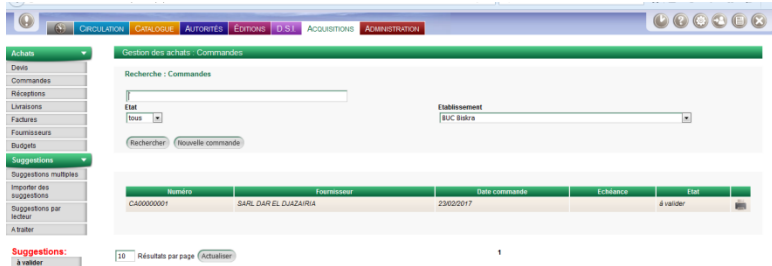 CIRCULATION CATALOGUE AUTORITÉS ÉDITIONS D.S.I. ACQUISITIONS ADMINISTRATION
Achats
Devis
Commandes
Réceptions
Livraisons
Factures
Fournisseurs
Budgets
Suggestions
Suggestions multiples
Importer des
suggestions
Suggestions par
lecteur
A traiter
Suggestions:
à valider
Gestion des achats : Commandes
Recherche : Commandes
Etat Etablissement
tous BUC Biskra
Rechercher Nouvelle commande
Numéro Fournisseur Date commande Echéance Etat
CA00000001 SARL DAR EL DJAZAIRIA 23/02/2017 à valider
10 Résultats par page Actualiser 1